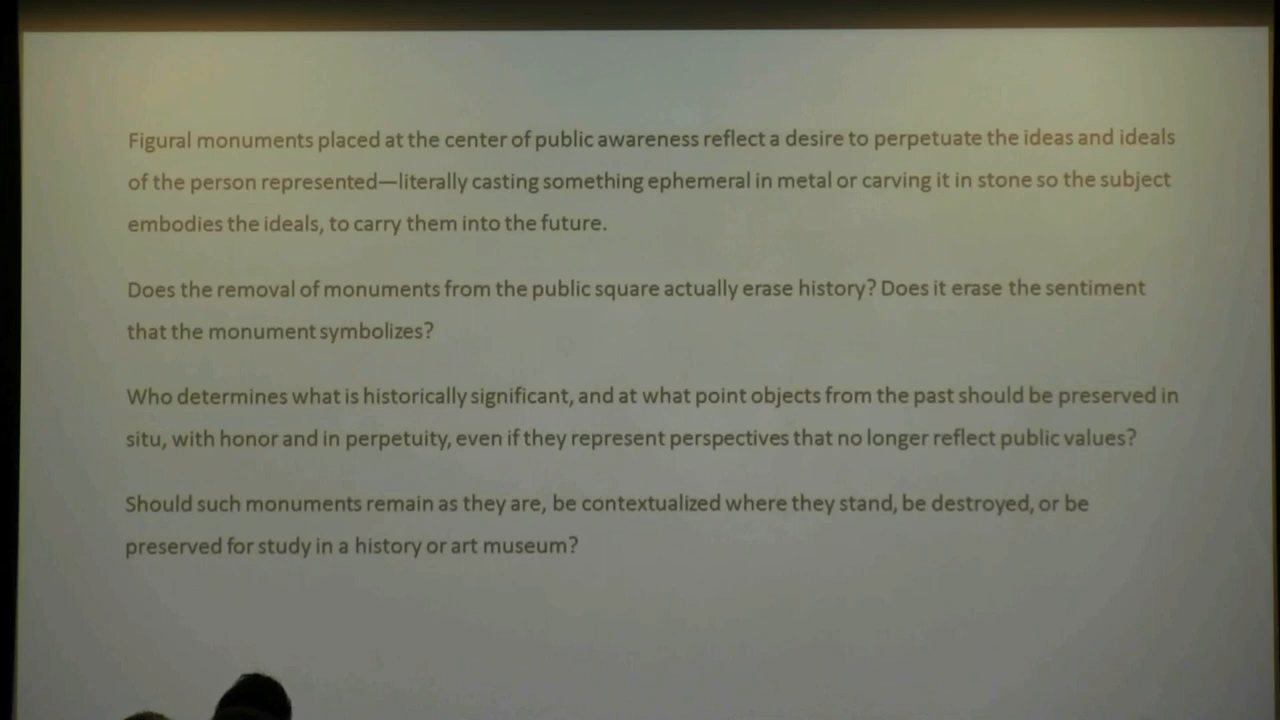 Figural monuments placed at the center of public awareness reflect a desire to perpetuate the ideas and ideals
of the person represented—literally casting something ephemeral in metal or carving it in stone so the subject
embodies the ideals, to carry them into the future.
Does the removal of monuments from the public square actually erase history? Does it erase the sentiment
that the monument symbolizes?
Who determines what is historically significant, and at what point objects from the past should be preserved in
situ, with honor and in perpetuity, even if they represent perspectives that no longer reflect public values?
Should such monuments remain as they are, be contextualized where they stand, be destroyed, or be
preserved for study in a history or art museum?